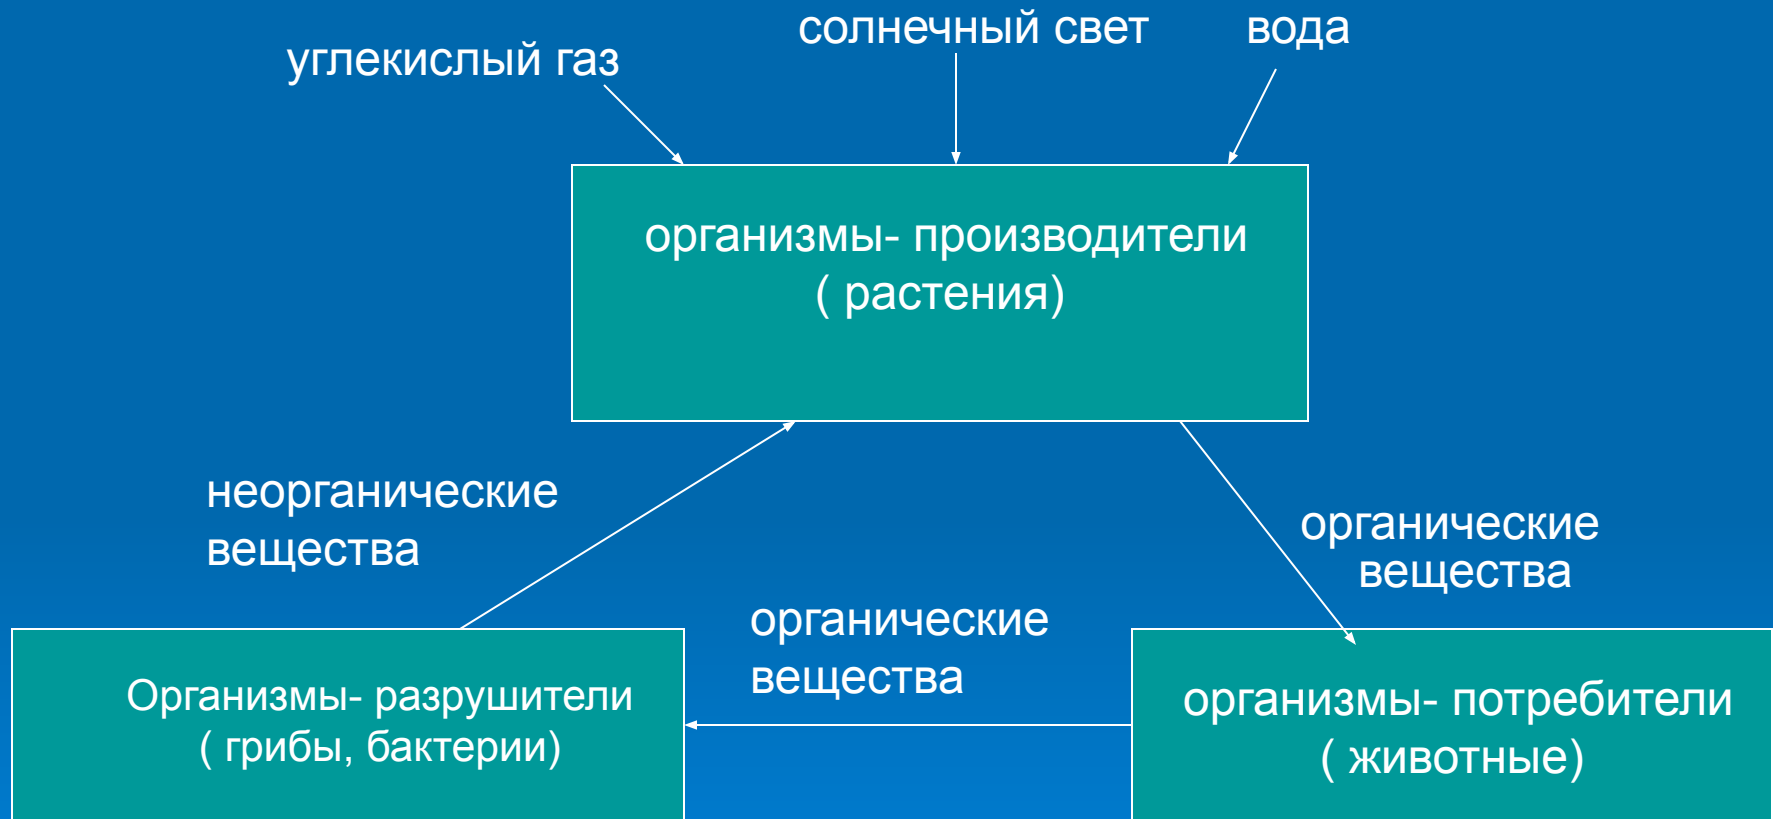 углекислый газ
солнечный свет
вода
организмы- производители
( растения)
неорганические
вещества
органические
вещества
органические
вещества
Организмы- разрушители
( грибы, бактерии)
организмы- потребители
( животные)